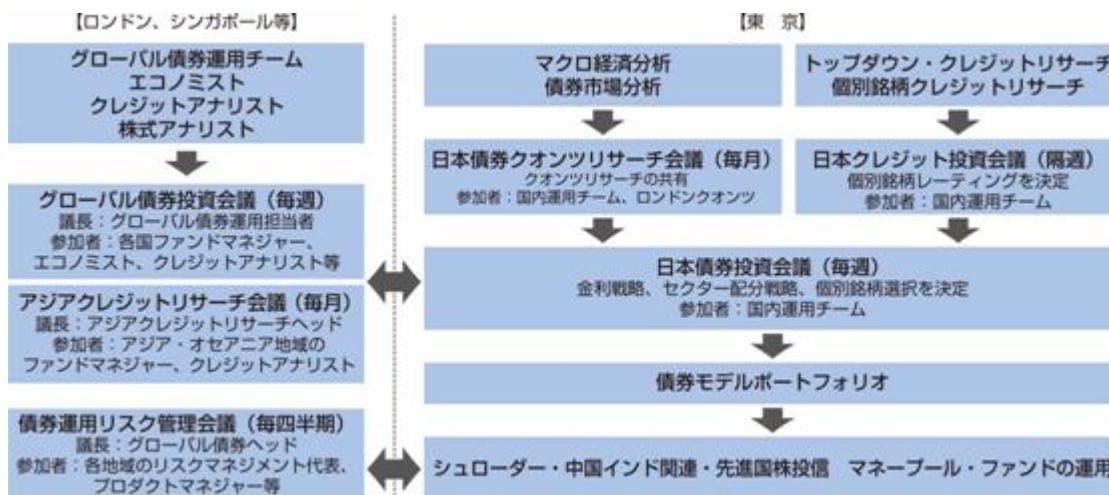 【ロンドン、シンガポール等】
グローバル債券運用チーム
エコノミスト
クレジットアナリスト
株式アナリスト
グローバル債券投資会議（毎週）
議長：グローバル債券運用担当者
参加者：各国ファンドマネジャー、
エコノミスト、クレジットアナリスト等
アジアクレジットリサーチ会議（毎月）
議長：アジアクレジットリサーチヘッド
参加者：アジア・オセアニア地域の
ファンドマネジャー、クレジットアナリスト
債券運用リスク管理会議（毎四半期）
議長：グローバル債券ヘッド
参加者：各地域のリスクマネジメント代表、
プロダクトマネジャー等
【東　京】
マクロ経済分析
債券市場分析
トップダウン・クレジットリサーチ
個別銘柄クレジットリサーチ
日本債券クオンツリサーチ会議（毎月）
クオンツリサーチの共有
参加者：国内運用チーム、ロンドンクオンツ
日本クレジット投資会議（隔週）
個別銘柄レーティングを決定
参加者：国内運用チーム
日本債券投資会議（毎週）
金利戦略、セクター配分戦略、個別銘柄選択を決定
参加者：国内運用チーム
債券モデルポートフォリオ
シュローダー・中国インド関連・先進国株投信　マネープール・ファンドの運用